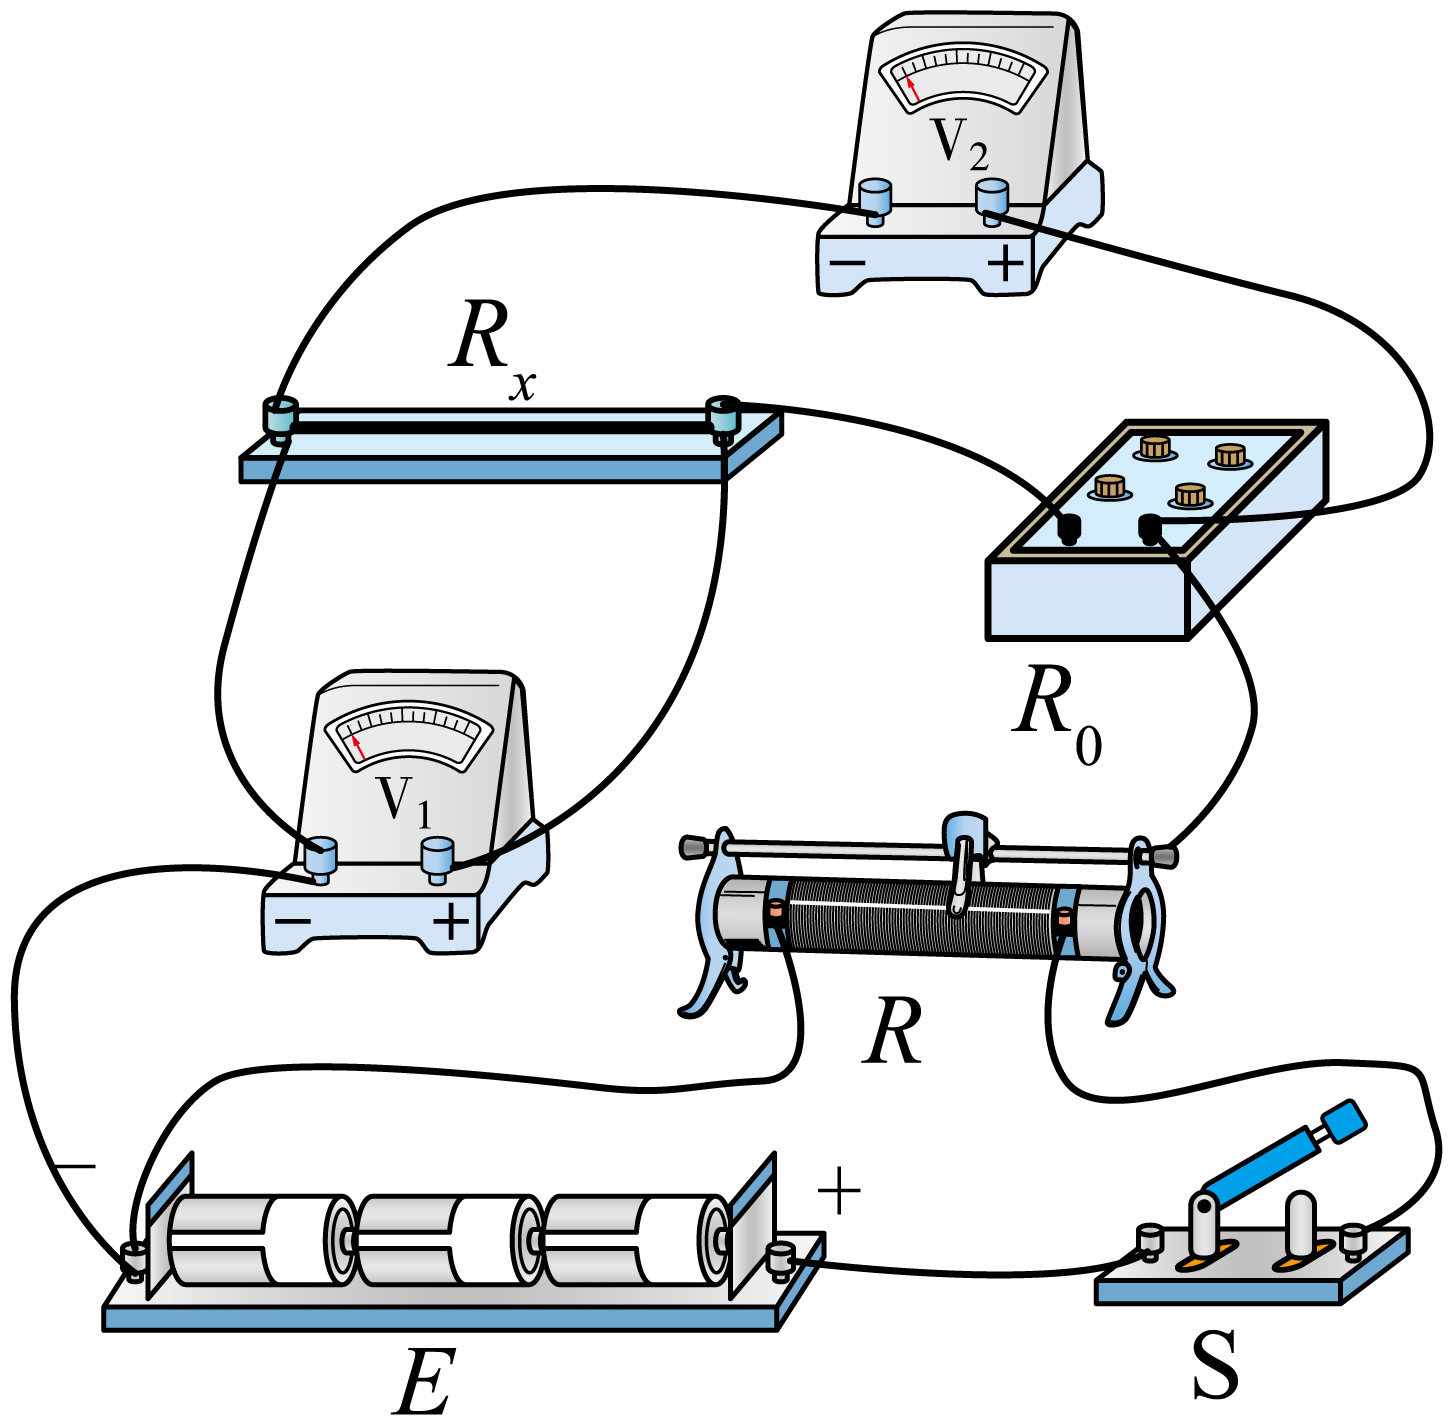 V₂
− +
Rₓ
R₀
V₁
− +
R
−
+
E
S